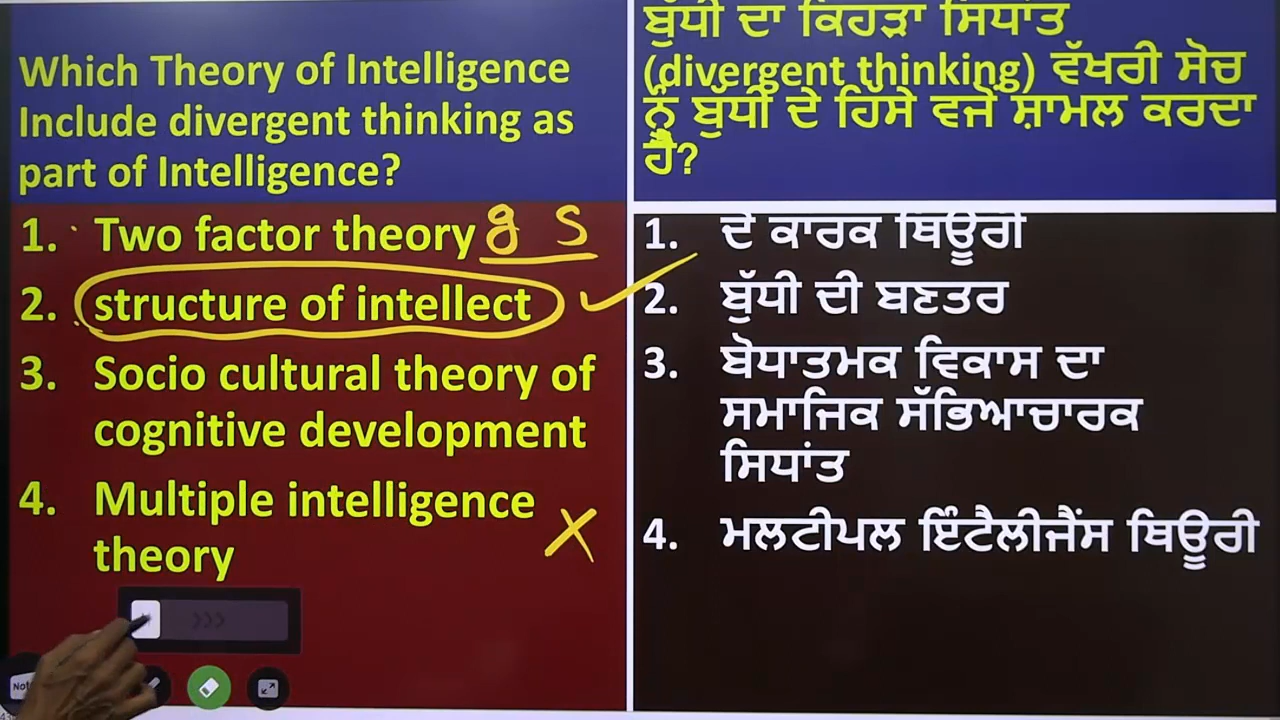 Which Theory of Intelligence
Include divergent thinking as
part of Intelligence?
1. Two factor theory g s
2. structure of intellect
3. Socio cultural theory of
cognitive development
4. Multiple intelligence
theory
ਬੁੱਧੀ ਦਾ ਕਿਹੜਾ ਸਿਧਾਂਤ
(divergent thinking) ਵੱਖਰੀ ਸੋਚ
ਨੂੰ ਬੁੱਧੀ ਦੇ ਹਿਸੇ ਵਜੋਂ ਸ਼ਾਮਲ ਕਰਦਾ
ਹੈ?
1. ਦੋ ਕਾਰਕ ਥਿਊਰੀ
2. ਬੁੱਧੀ ਦੀ ਬਣਤਰ
3. ਬੋਧਾਤਮਕ ਵਿਕਾਸ ਦਾ
ਸਮਾਜਿਕ ਸੱਭਿਆਚਾਰਕ
ਸਿਧਾਂਤ
4. ਮਲਟੀਪਲ ਇੰਟੈਲੀਜੈਂਸ ਥਿਊਰੀ